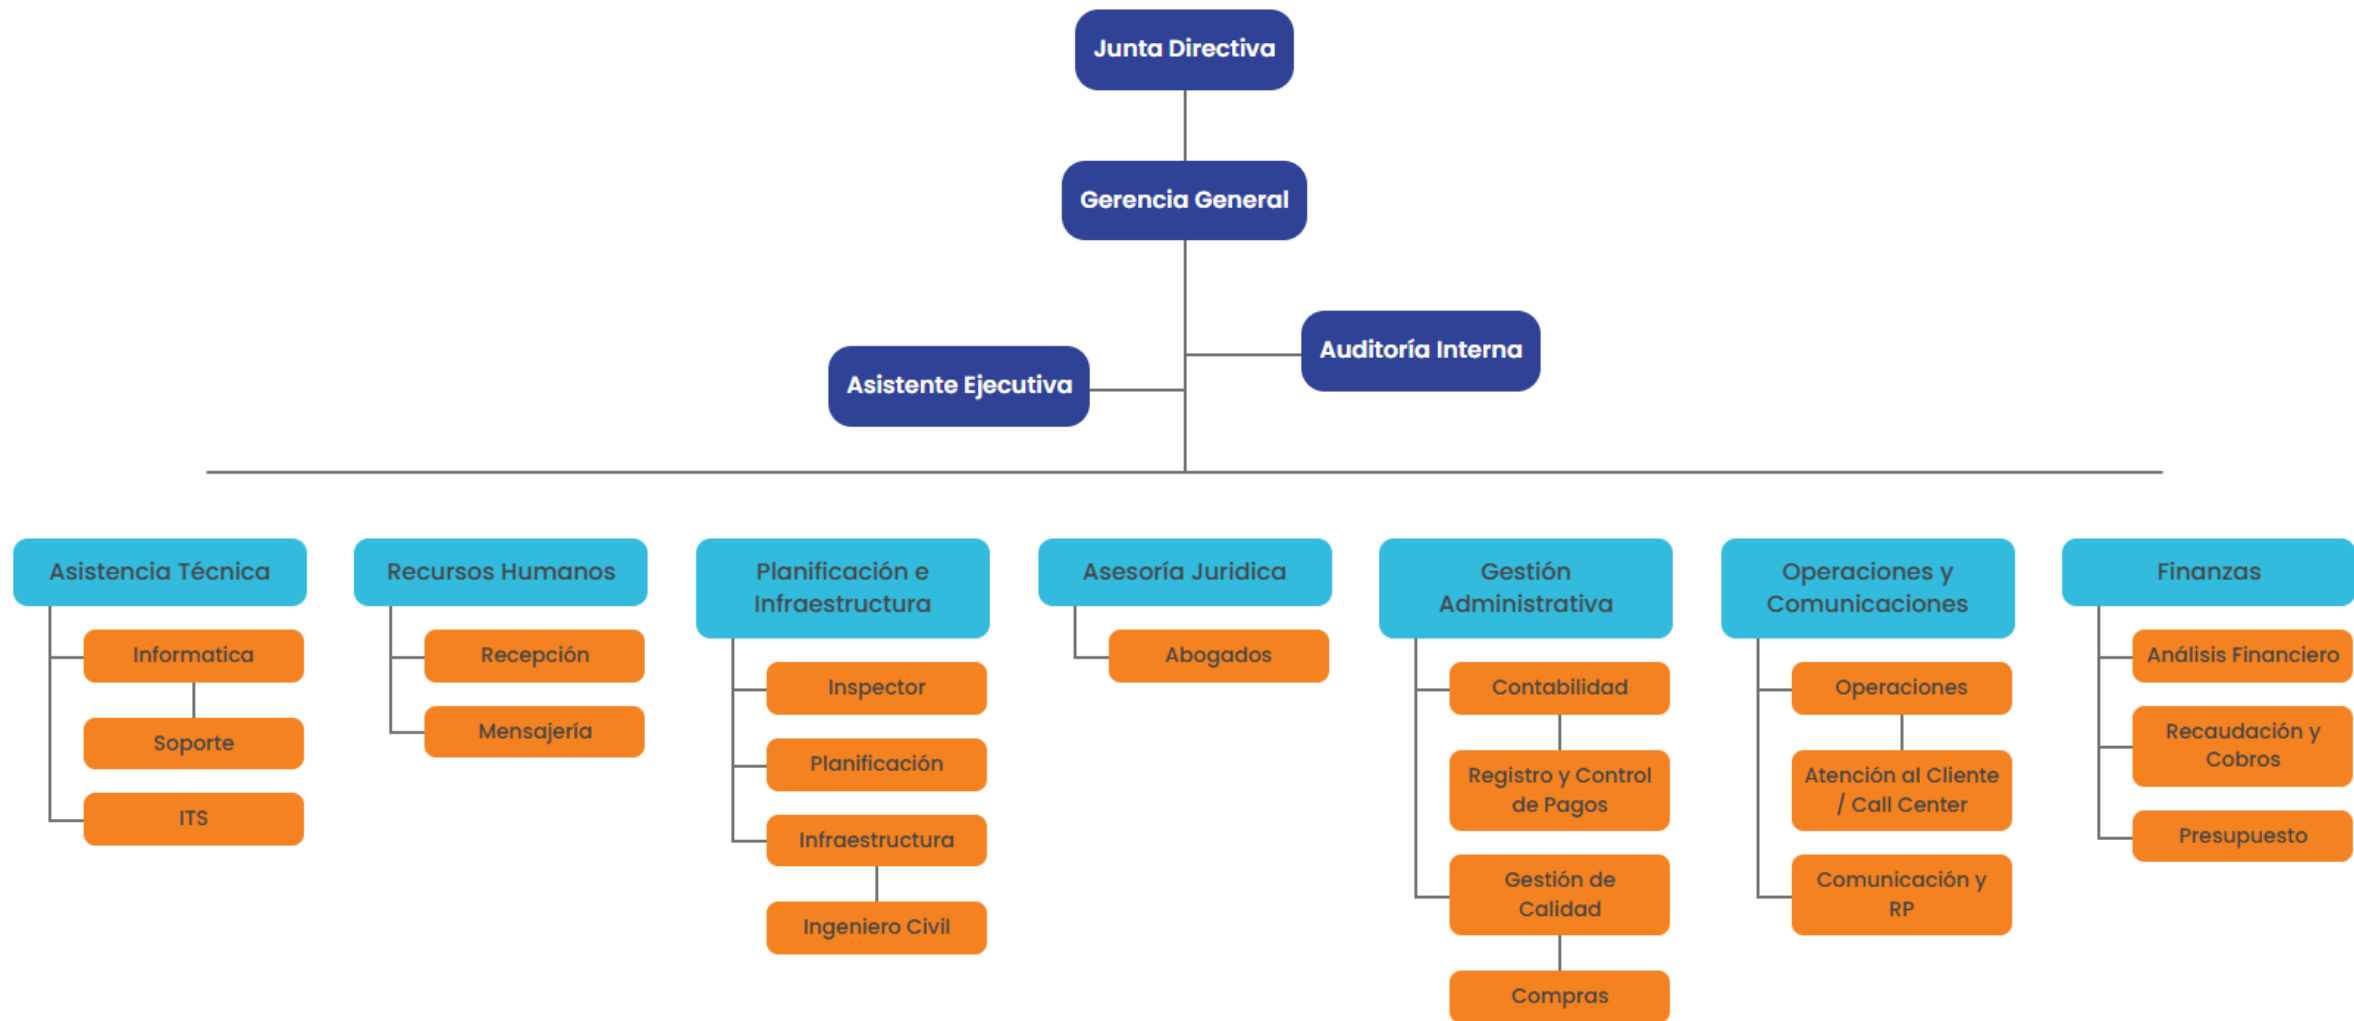 Junta Directiva
Gerencia General
Auditoría Interna
Asistente Ejecutiva
Asistencia Técnica
Informatica
Soporte
ITS
Recursos Humanos
Recepción
Mensajería
Planificación e
Infraestructura
Inspector
Planificación
Infraestructura
Ingeniero Civil
Asesoría Juridica
Abogados
Gestión
Administrativa
Contabilidad
Registro y Control
de Pagos
Gestión de
Calidad
Compras
Operaciones y
Comunicaciones
Operaciones
Atención al Cliente
/ Call Center
Comunicación y
RP
Finanzas
Análisis Financiero
Recaudación y
Cobros
Presupuesto